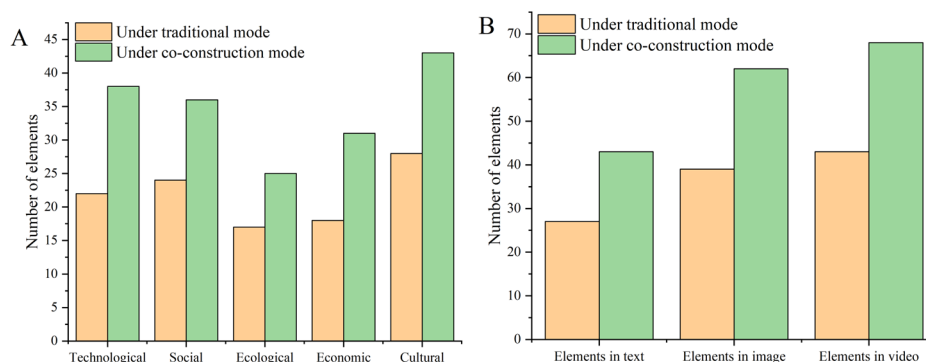 A
Under traditional mode
Under co-construction mode
Number of elements
45
40
35
30
25
20
15
10
5
0
Technological
Social
Ecological
Economic
Cultural
B
Under traditional mode
Under co-construction mode
Number of elements
70
60
50
40
30
20
10
0
Elements in text
Elements in image
Elements in video